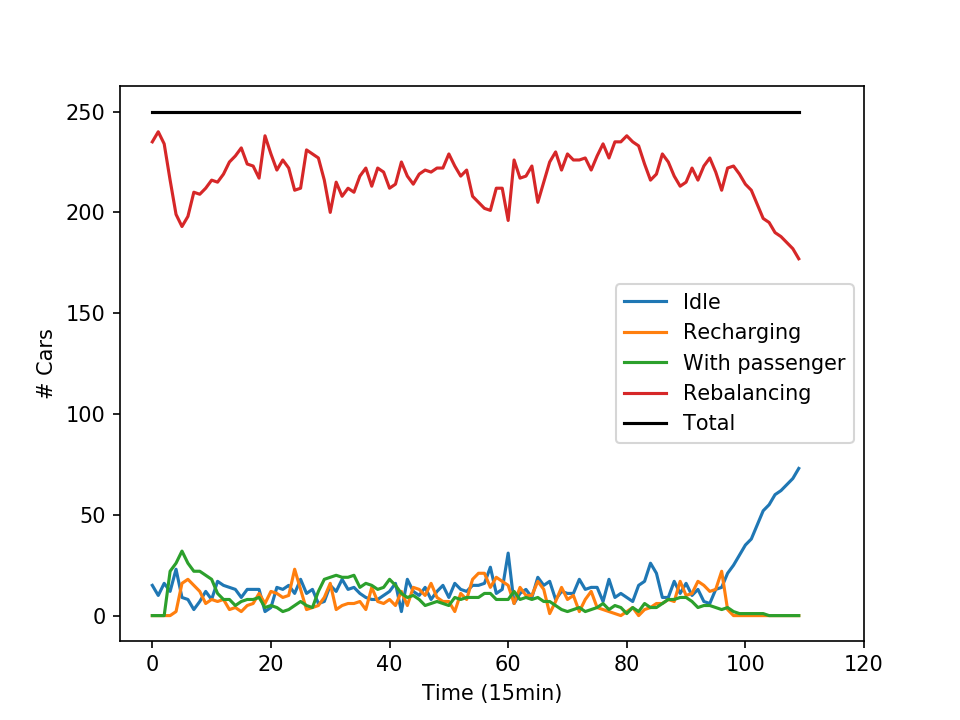 250
200
150
100
50
0
# Cars
Idle
Recharging
With passenger
Rebalancing
Total
0 20 40 60 80 100 120
Time (15min)